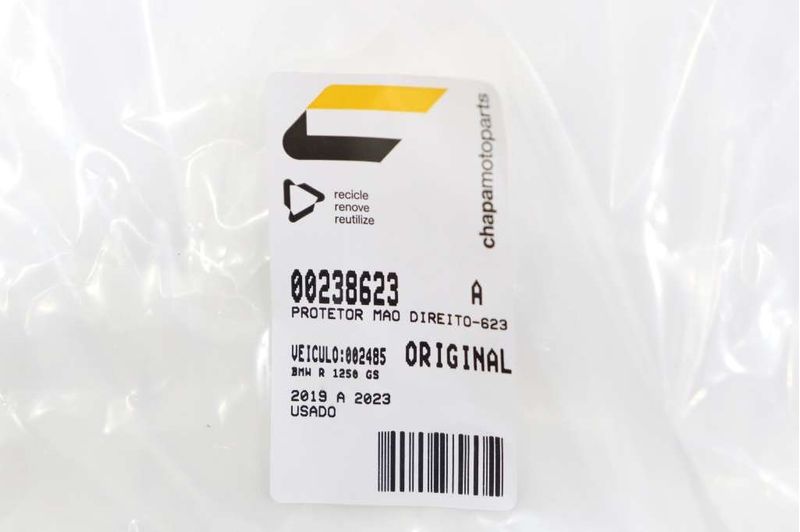 chapamotoparts
recicle
renove
reutilize
00238623 A
PROTETOR MAO DIREITO-623
VEICULO:002485 ORIGINAL
BMW R 1250 GS
2019 A 2023
USADO